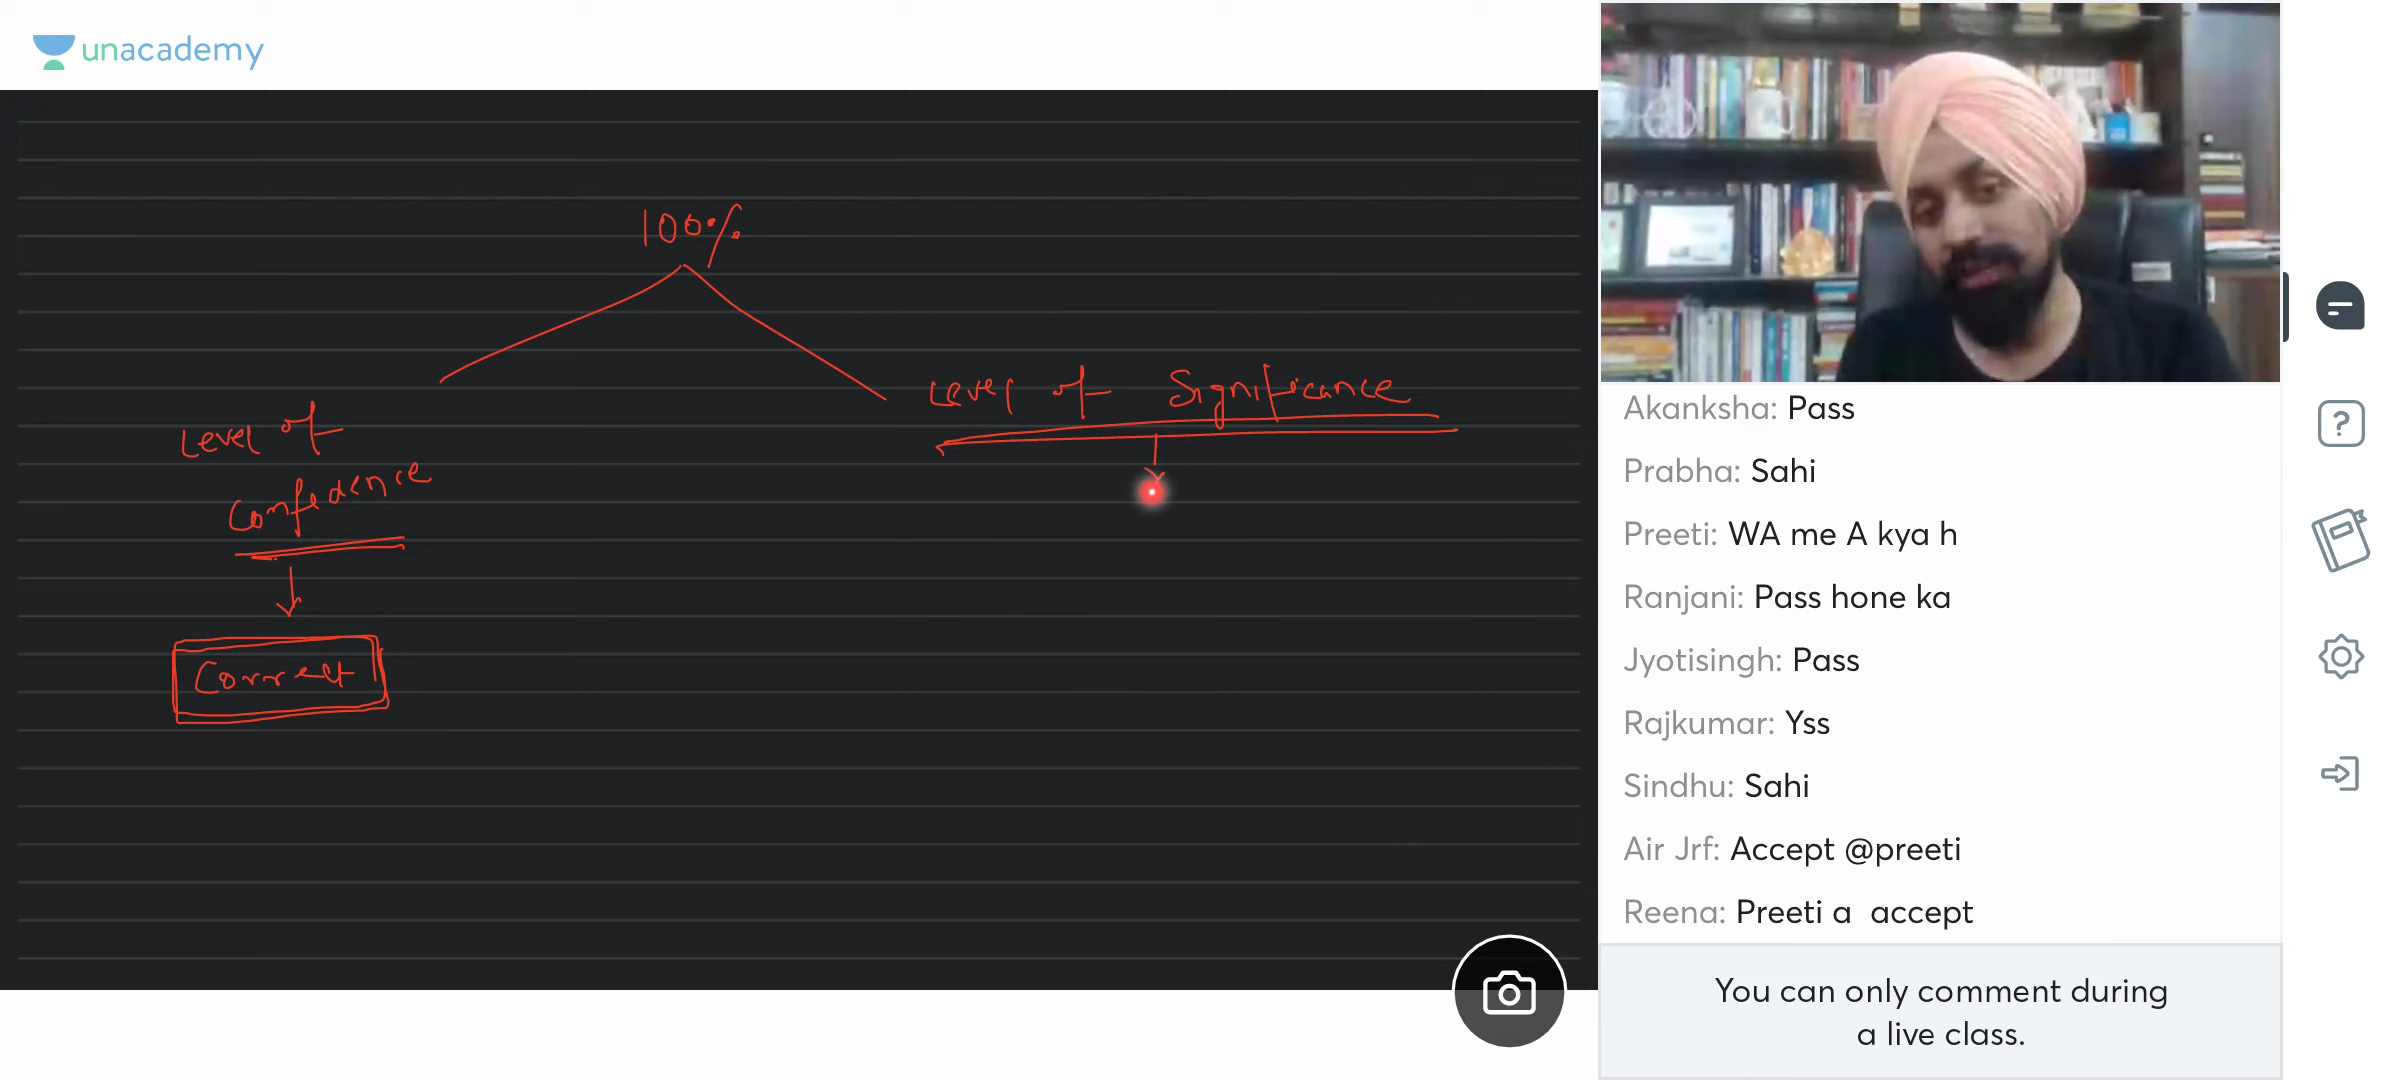 unacademy
100%
Level of
Confidence
Correct
Level of Significance
Akanksha: Pass
Prabha: Sahi
Preeti: WA me A kya h
Ranjani: Pass hone ka
Jyotisingh: Pass
Rajkumar: Yss
Sindhu: Sahi
Air Jrf: Accept @preeti
Reena: Preeti a accept
You can only comment during
a live class.
?